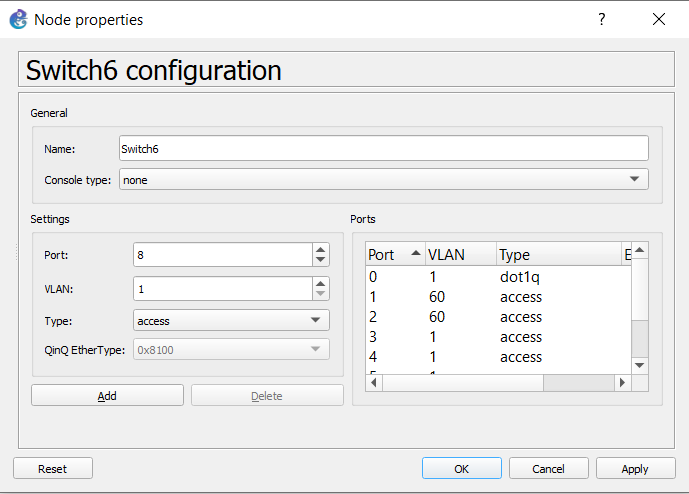 Node properties
?
Switch6 configuration
General
Name: Switch6
Console type: none
Settings
Port: 8
VLAN: 1
Type: access
QinQ EtherType: 0x8100
Add Delete
Ports
Port VLAN Type
0 1 dot1q
1 60 access
2 60 access
3 1 access
4 1 access
Reset OK Cancel Apply